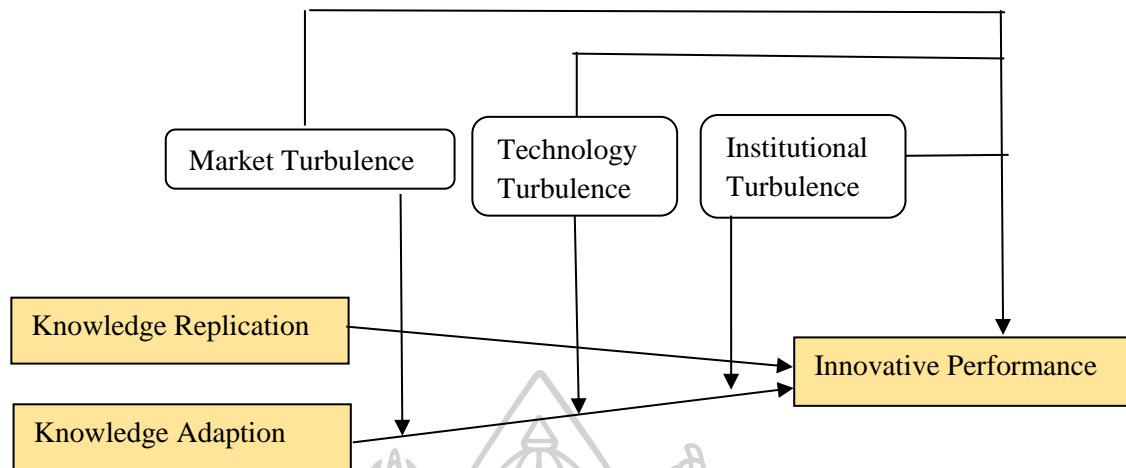 Market Turbulence
Technology
Turbulence
Institutional
Turbulence
Knowledge Replication
Innovative Performance
Knowledge Adaption